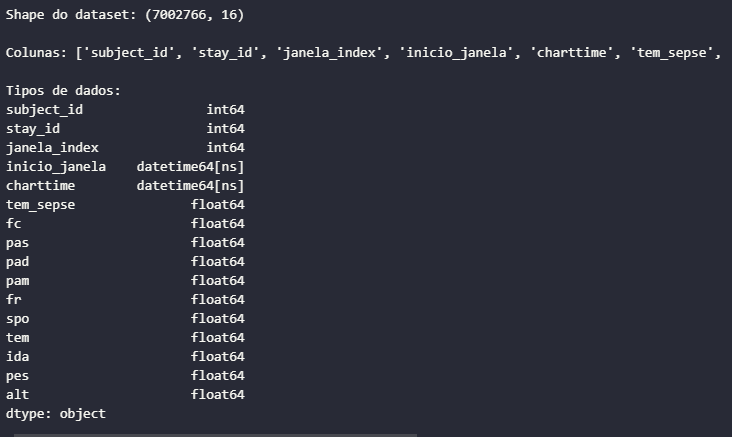 Shape do dataset: (7002766, 16)
Colunas: ['subject_id', 'stay_id', 'janela_index', 'inicio_janela', 'charttime', 'tem_sepse',
Tipos de dados:
subject_id int64
stay_id int64
janela_index int64
inicio_janela datetime64[ns]
charttime datetime64[ns]
tem_sepse float64
fc float64
pas float64
pad float64
pam float64
fr float64
spo float64
tem float64
ida float64
pes float64
alt float64
dtype: object